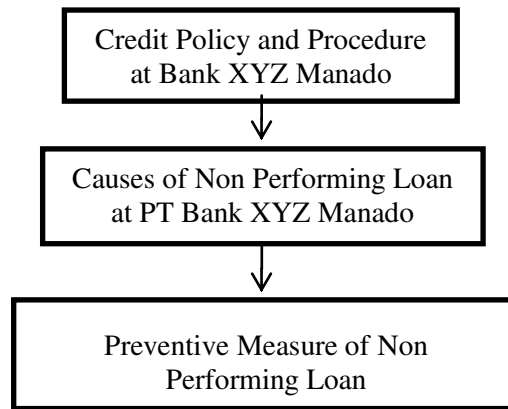 Credit Policy and Procedure
at Bank XYZ Manado
Causes of Non Performing Loan
at PT Bank XYZ Manado
Preventive Measure of Non
Performing Loan